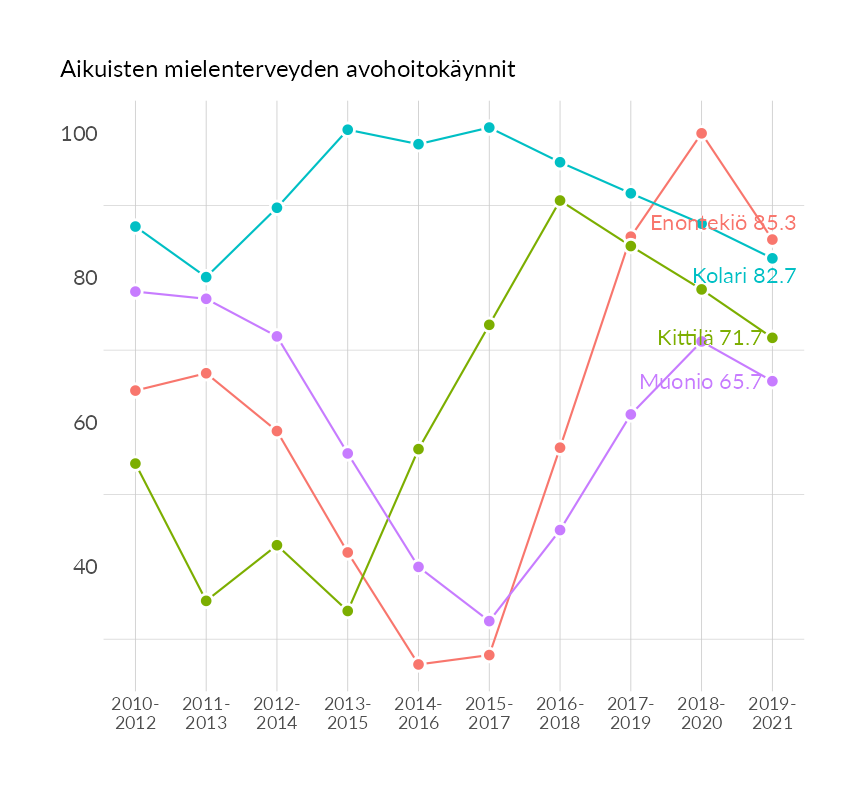 Aikuisten mielenterveyden avohoitokäynnit
100
80
60
40
Enontekiö 85.3
Kolari 82.7
Kittilä 71.7
Muonio 65.7
2010- 2011- 2012- 2013- 2014- 2015- 2016- 2017- 2018- 2019-
2012 2013 2014 2015 2016 2017 2018 2019 2020 2021